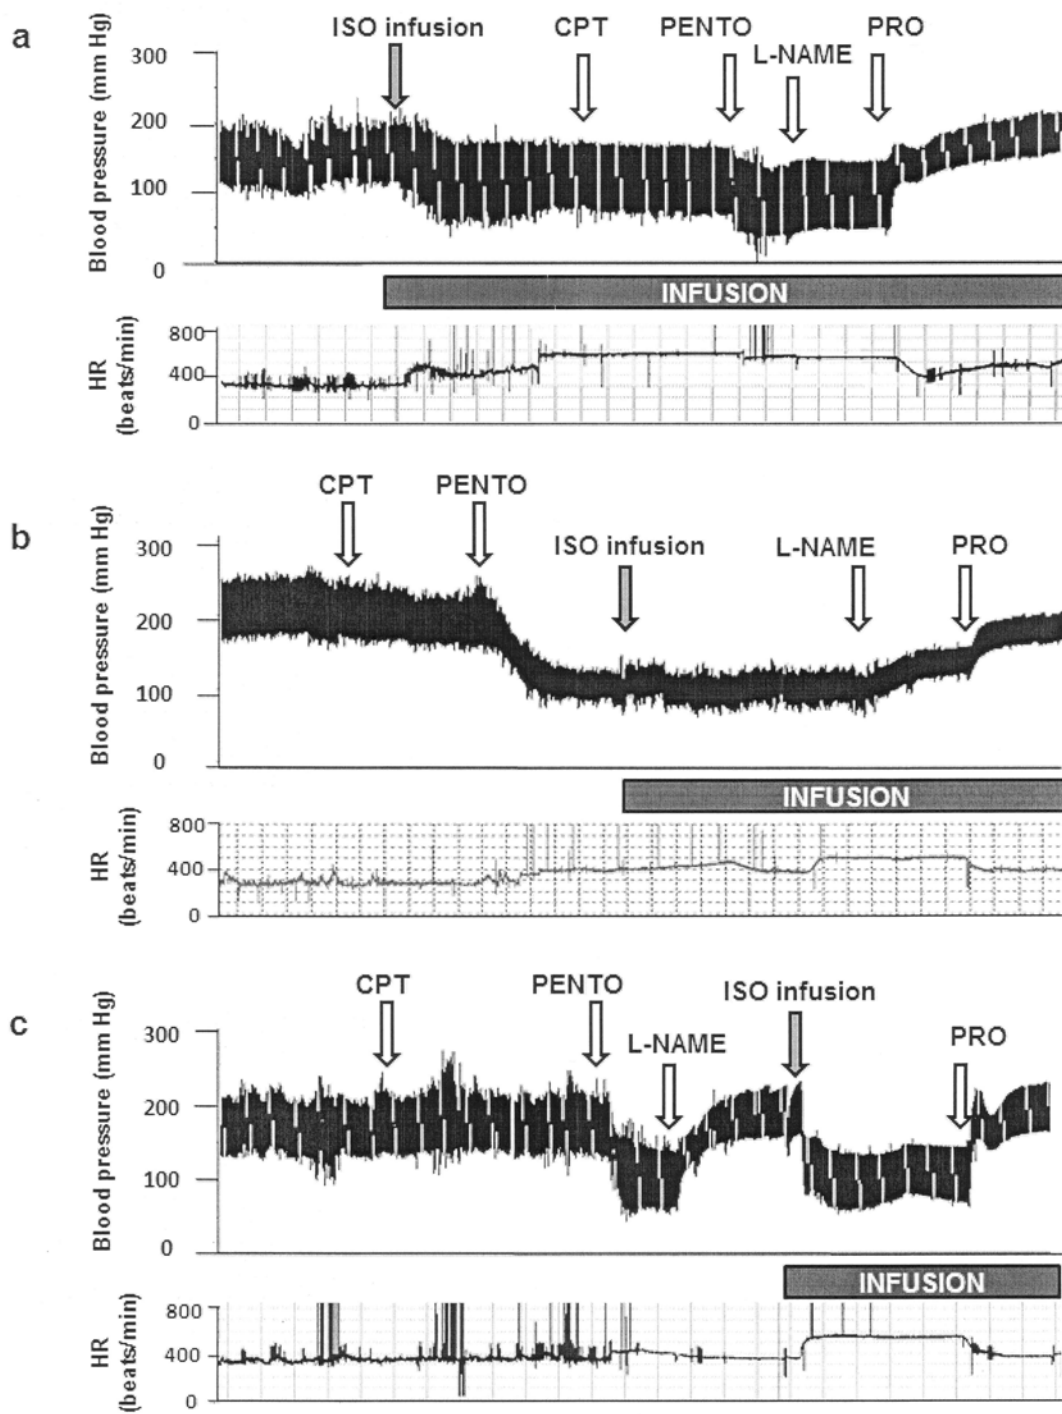 a
ISO infusion
CPT
PENTO
L-NAME
PRO
Blood pressure (mm Hg)
300
200
100
0
INFUSION
HR
(beats/min)
800
400
0
b
CPT
PENTO
ISO infusion
L-NAME
PRO
Blood pressure (mm Hg)
300
200
100
0
INFUSION
HR
(beats/min)
800
400
0
c
CPT
PENTO
L-NAME
ISO infusion
PRO
Blood pressure (mm Hg)
300
200
100
0
INFUSION
HR
(beats/min)
800
400
0